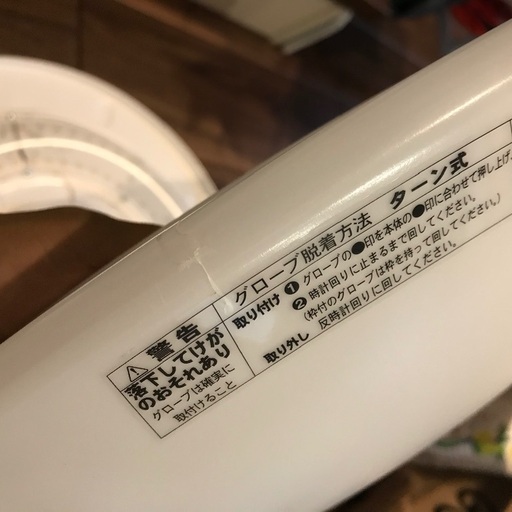 ⚠ 警告
落下してけが
のおそれあり
グローブは確実に
取付けること
グローブ脱着方法 ターン式
取り付け ❶ グローブの●印を本体の●印に合わせて押し上げ、
❷ 時計回りに止まるまで回してください。
(枠付のグローブは枠を持って回してください。)
取り外し 反時計回りに回してください。